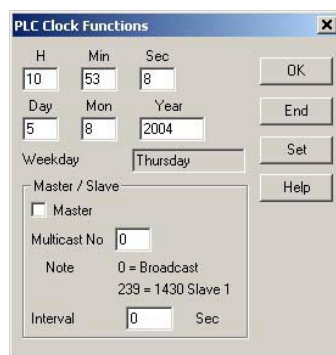 PLC Clock Functions
H Min Sec
10 53 8
OK
Day Mon Year
5 8 2004
End
Weekday Thursday
Set
Master / Slave
Help
Master
Multicast No 0
Note 0 = Broadcast
239 = 1430 Slave 1
Interval 0 Sec